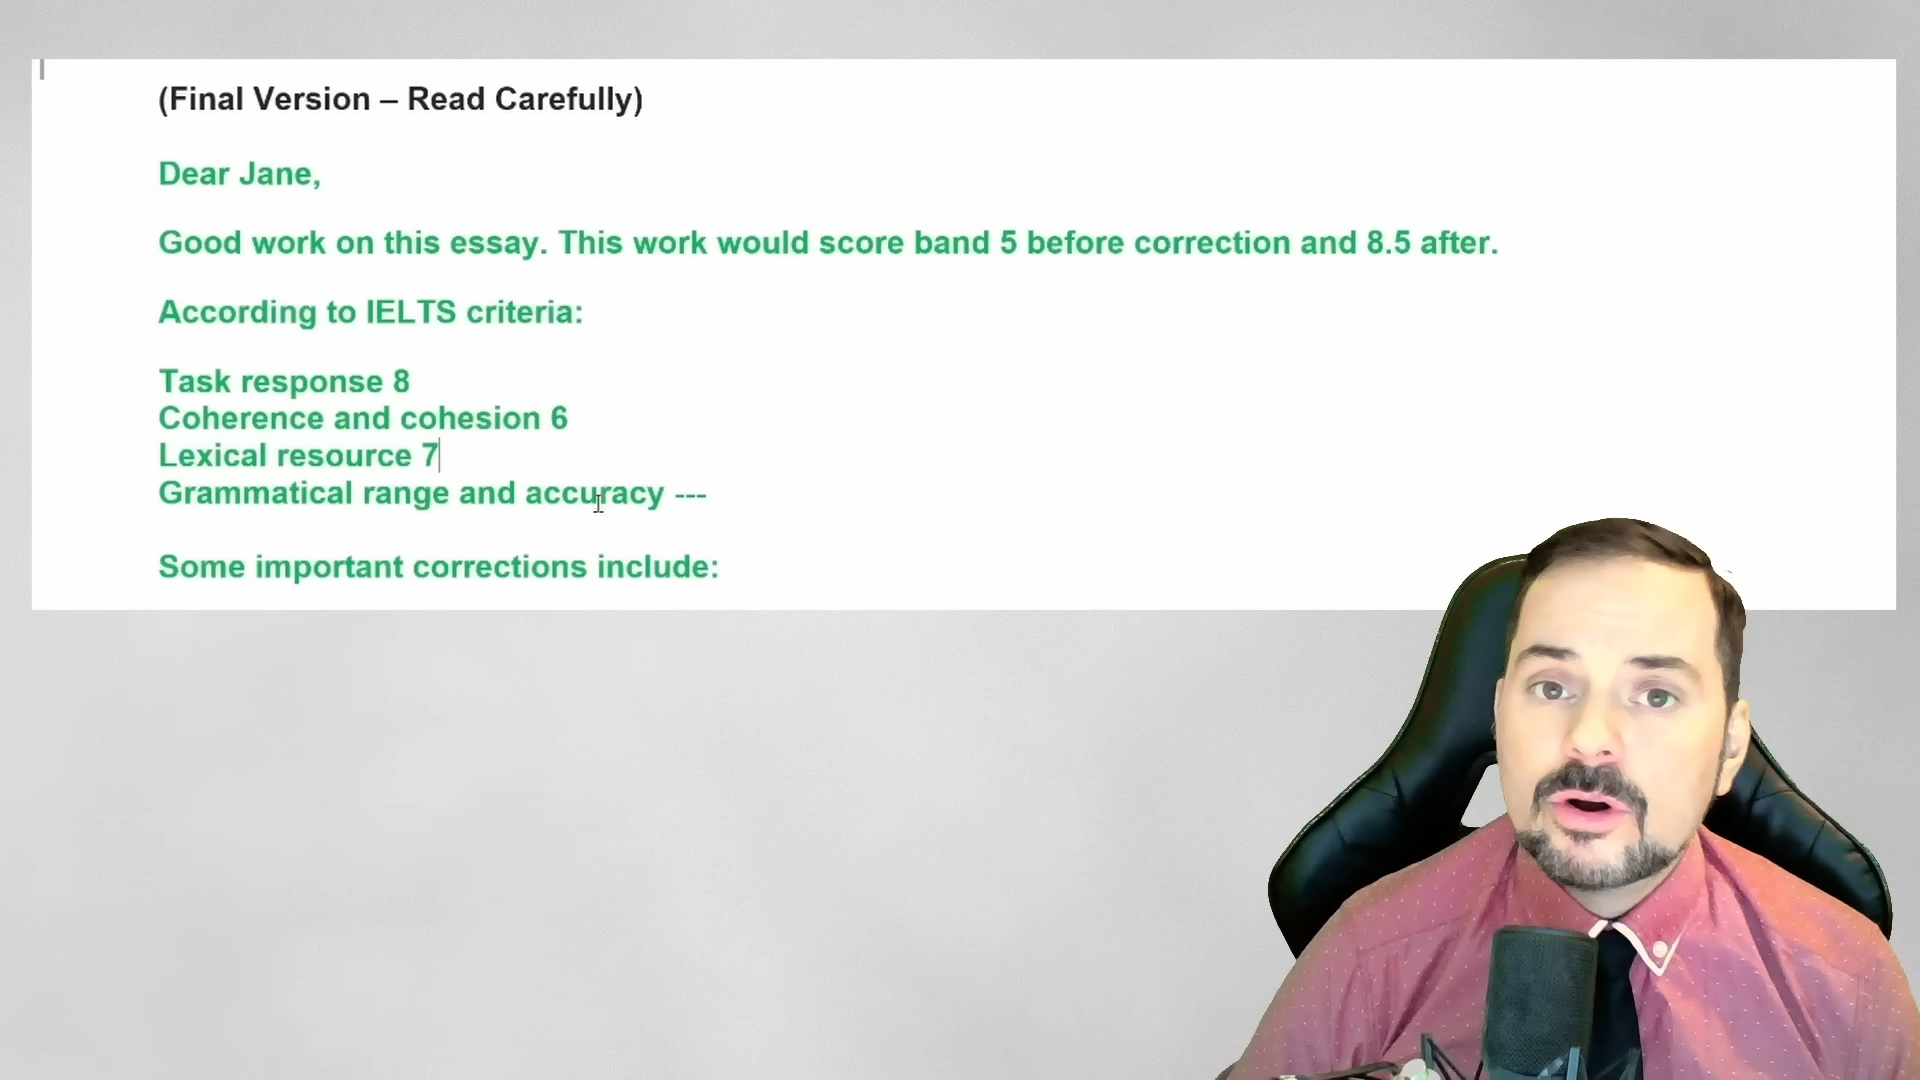 (Final Version – Read Carefully)
Dear Jane,
Good work on this essay. This work would score band 5 before correction and 8.5 after.
According to IELTS criteria:
Task response 8
Coherence and cohesion 6
Lexical resource 7
Grammatical range and accuracy ---
Some important corrections include: